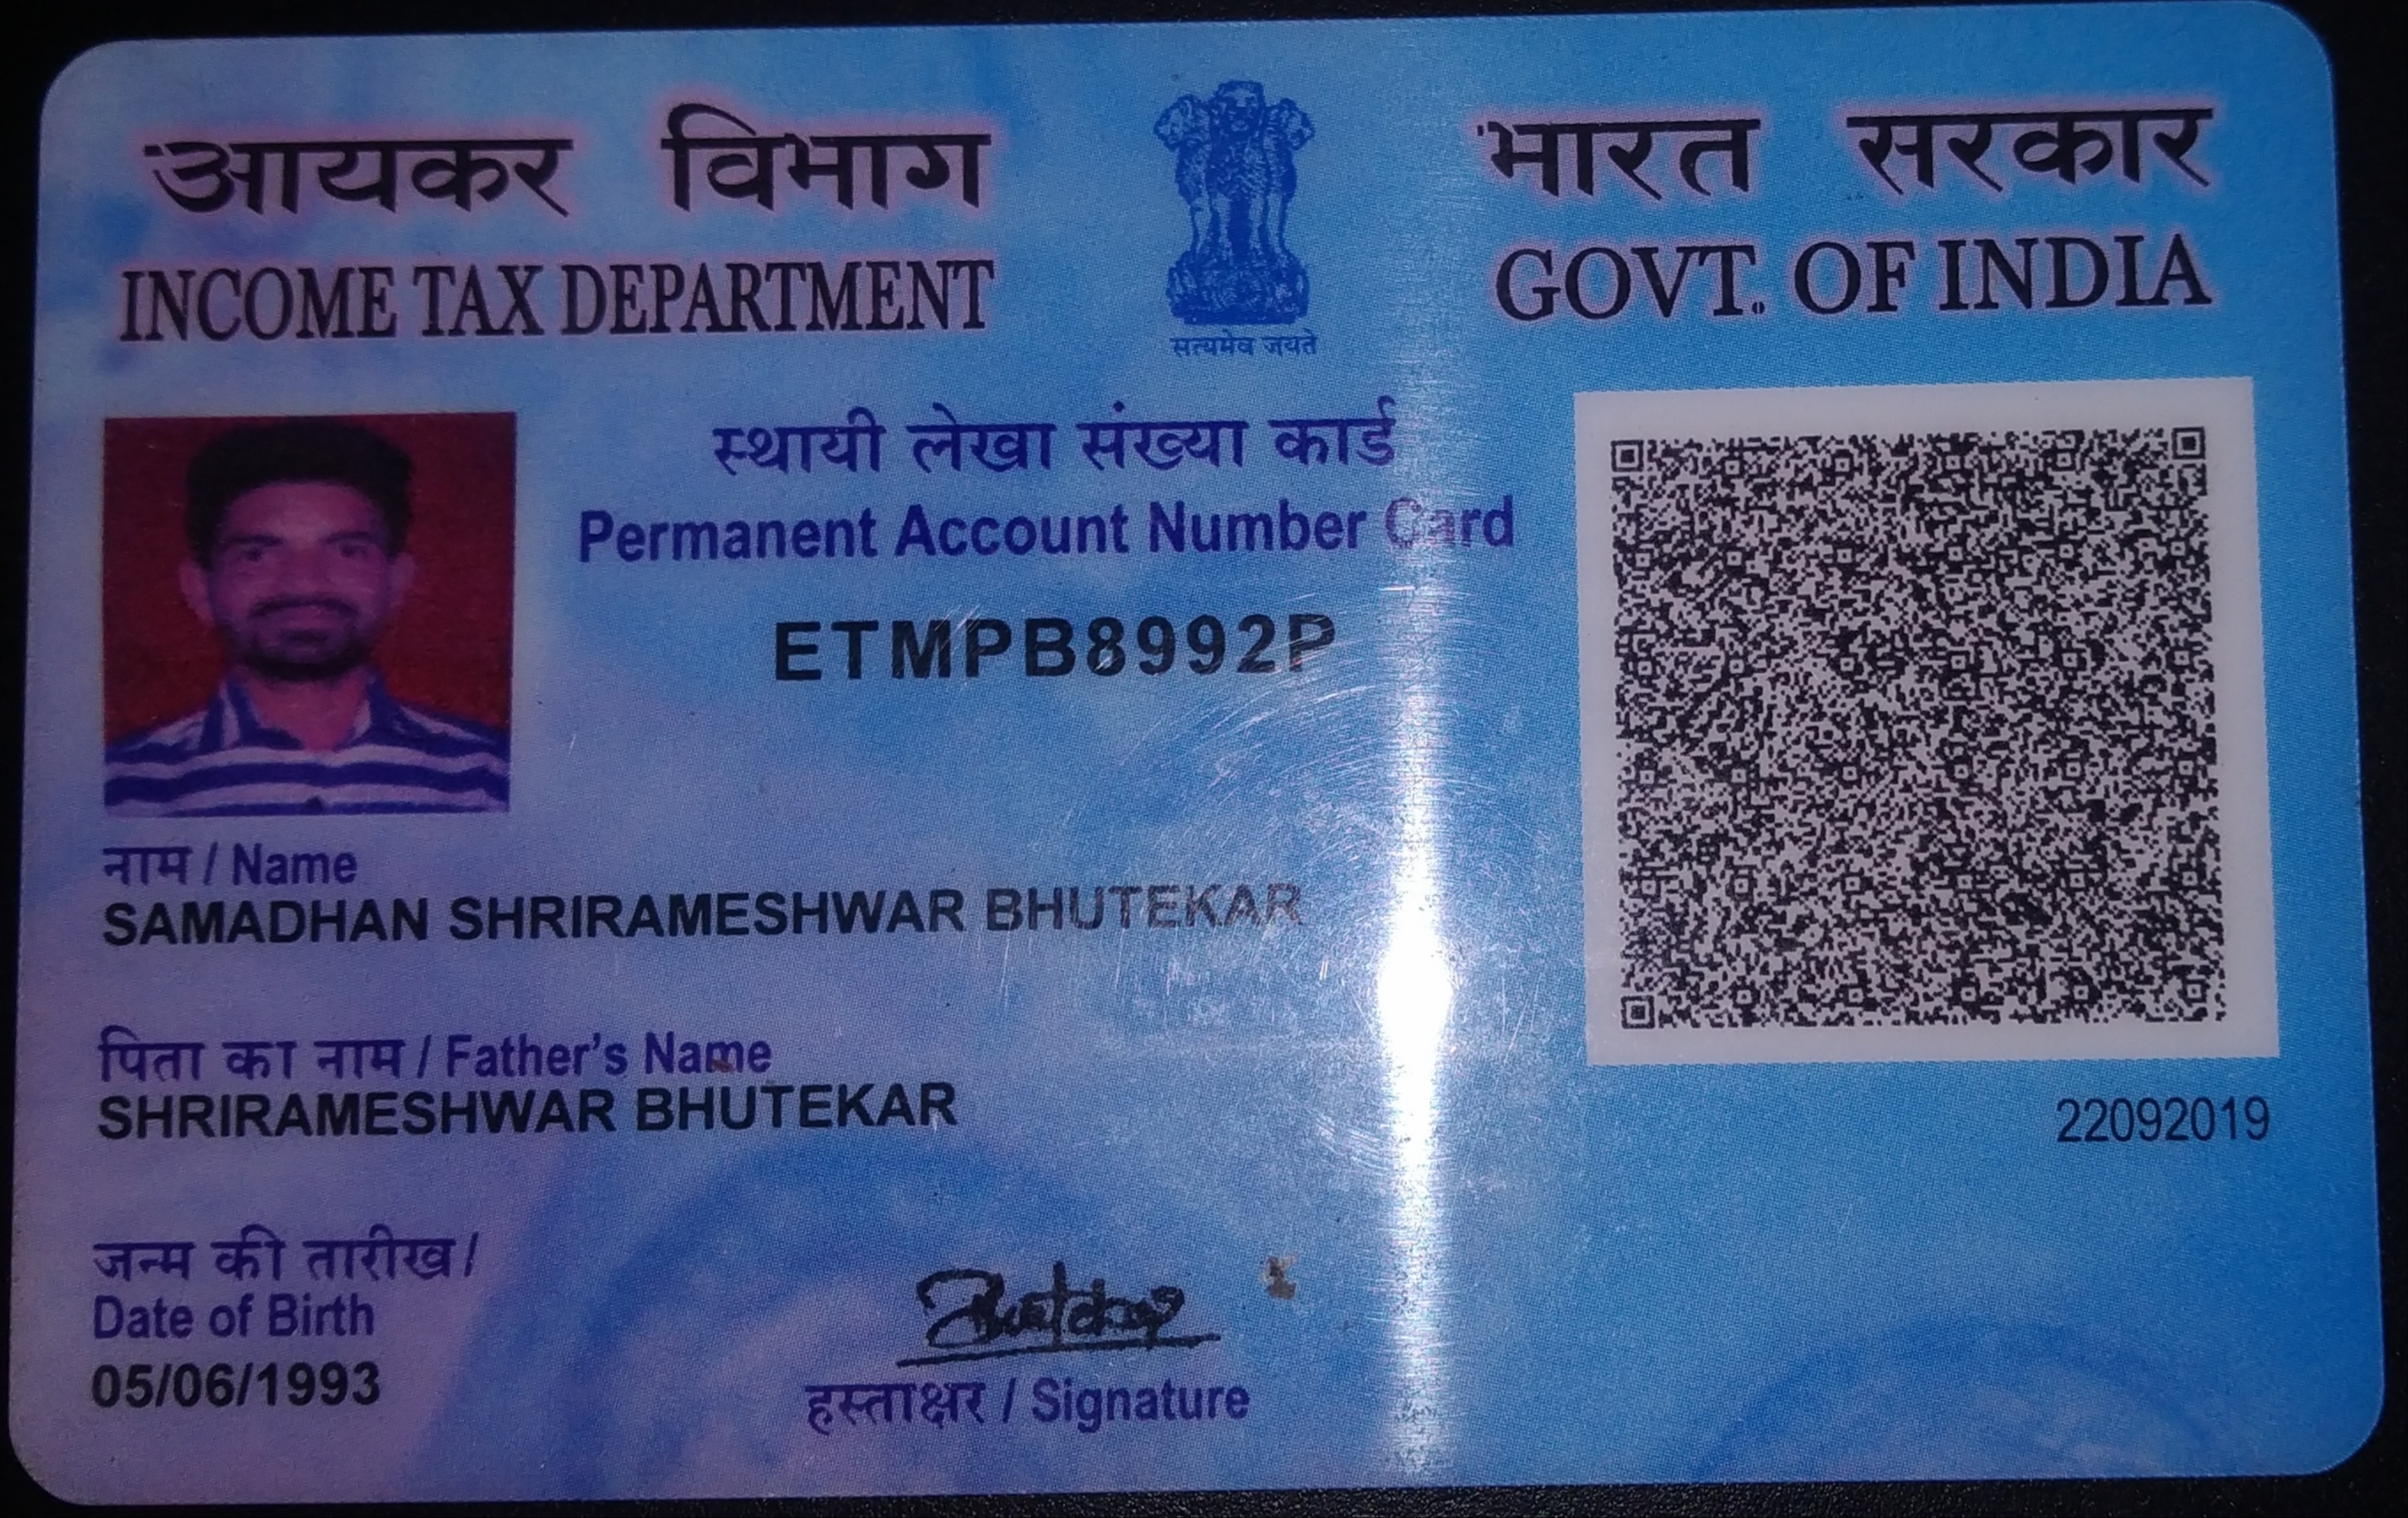 आयकर विभाग
INCOME TAX DEPARTMENT
सत्यमेव जयते
भारत सरकार
GOVT. OF INDIA
स्थायी लेखा संख्या कार्ड
Permanent Account Number Card
ETMPB8992P
नाम / Name
SAMADHAN SHRIRAMESHWAR BHUTEKAR
पिता का नाम / Father's Name
SHRIRAMESHWAR BHUTEKAR
22092019
जन्म की तारीख /
Date of Birth
05/06/1993
हस्ताक्षर / Signature